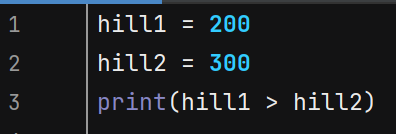 1 hill1 = 200
2 hill2 = 300
3 print(hill1 > hill2)